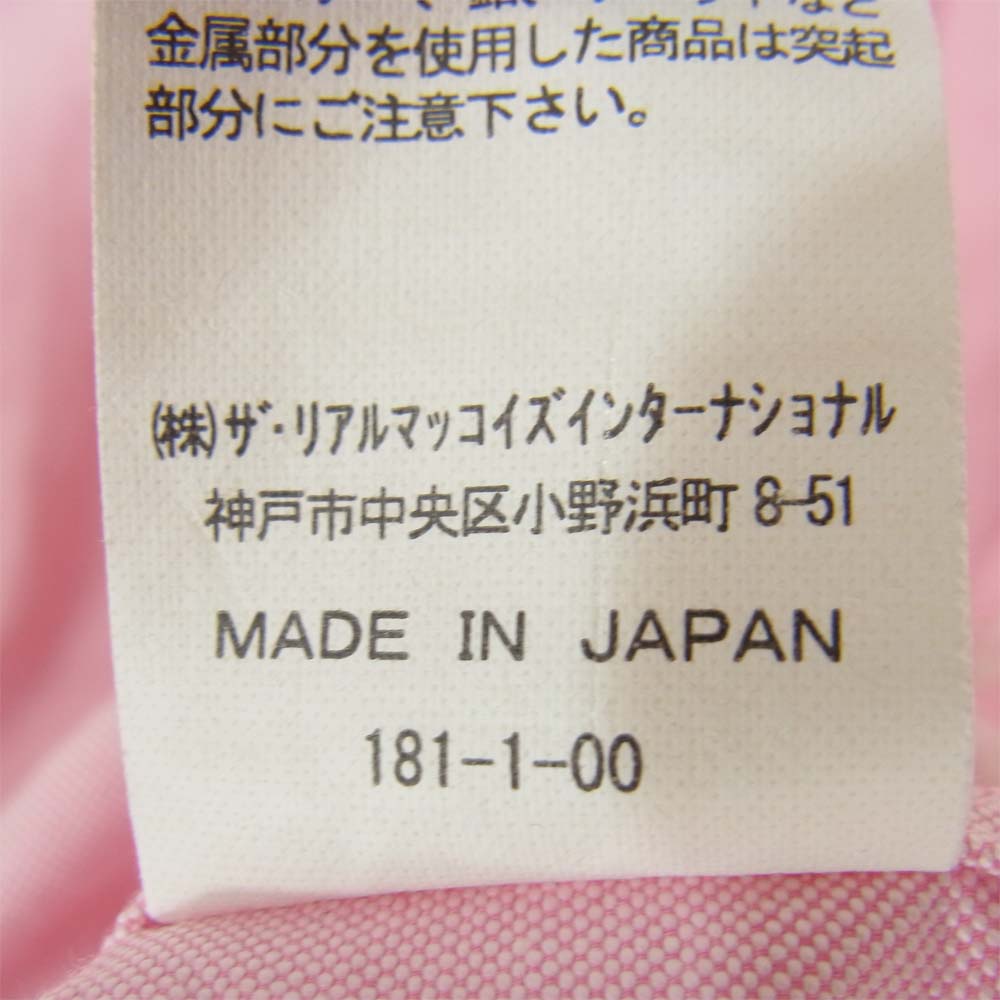 金属部分を使用した商品は突起
部分にご注意下さい。
(株)ザ・リアルマッコイズインターナショナル
神戸市中央区小野浜町 8-51
MADE IN JAPAN
181-1-00